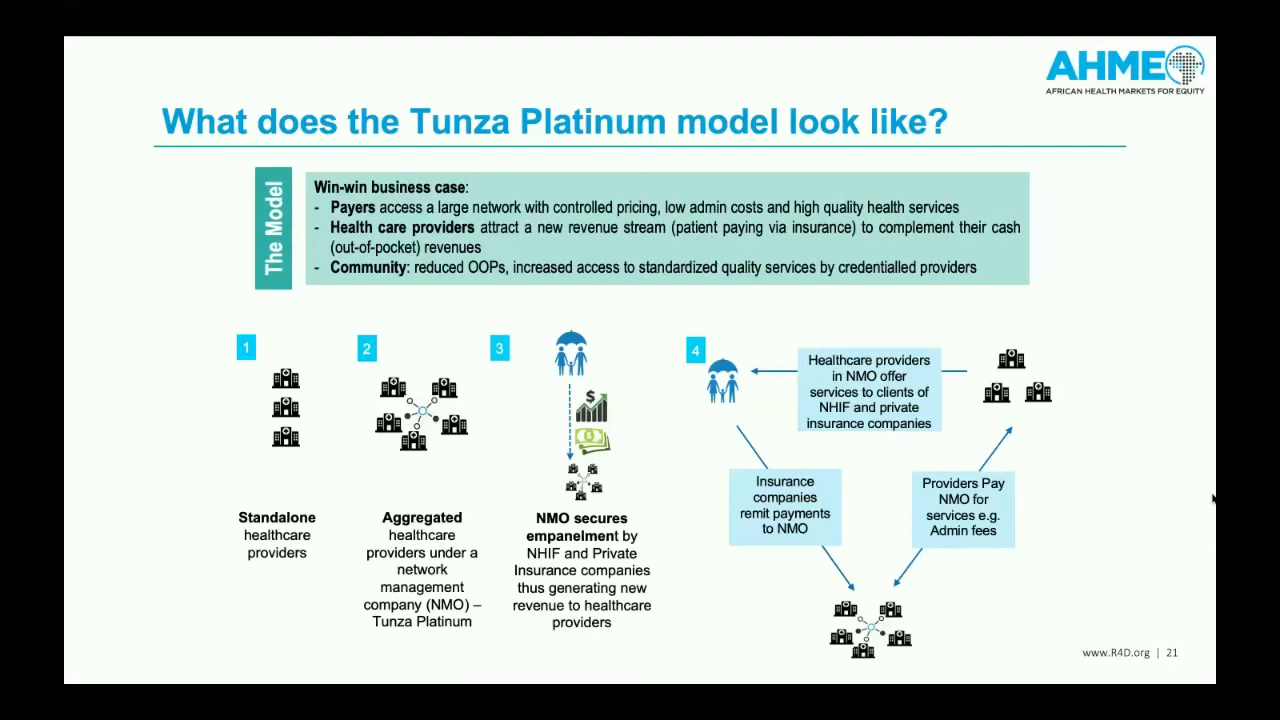 AHME
AFRICAN HEALTH MARKETS FOR EQUITY
What does the Tunza Platinum model look like?
The Model
Win-win business case:
- Payers access a large network with controlled pricing, low admin costs and high quality health services
- Health care providers attract a new revenue stream (patient paying via insurance) to complement their cash
(out-of-pocket) revenues
- Community: reduced OOPs, increased access to standardized quality services by credentialled providers
1
Standalone
healthcare
providers
2
Aggregated
healthcare
providers under a
network
management
company (NMO) –
Tunza Platinum
3
$
NMO secures
empanelment by
NHIF and Private
Insurance companies
thus generating new
revenue to healthcare
providers
4
Healthcare providers
in NMO offer
services to clients of
NHIF and private
insurance companies
Insurance
companies
remit payments
to NMO
Providers Pay
NMO for
services e.g.
Admin fees
www.R4D.org | 21